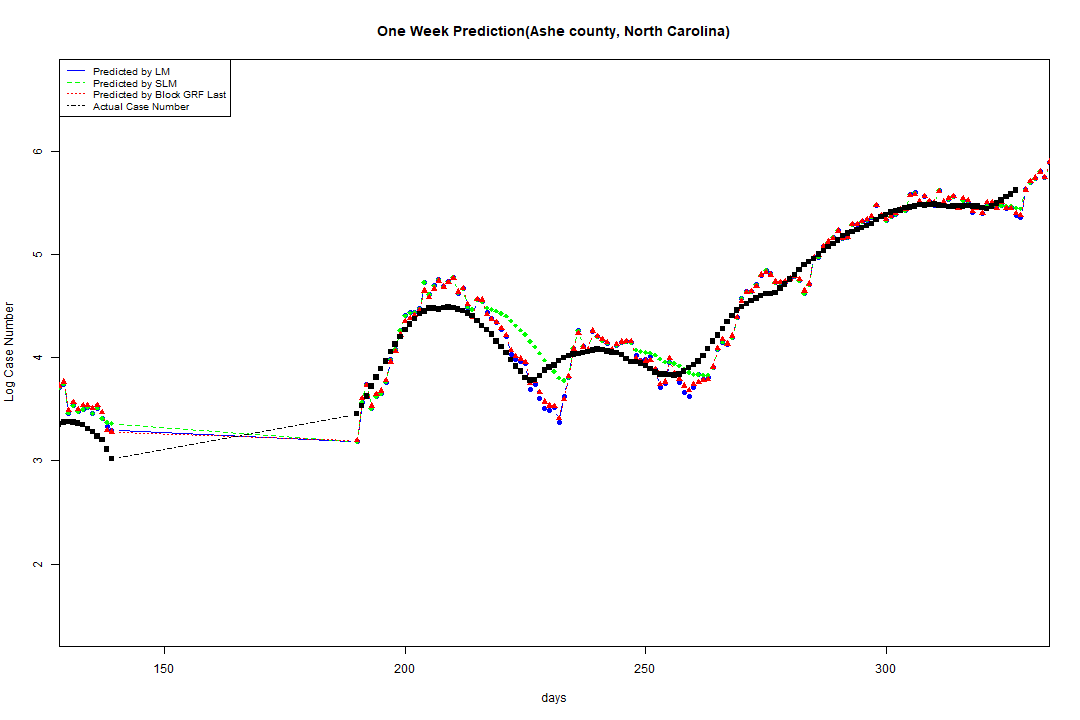 One Week Prediction(Ashe county, North Carolina)
Predicted by LM
Predicted by SLM
Predicted by Block GRF Last
Actual Case Number
Log Case Number
6
5
4
3
2
150
200
250
300
days